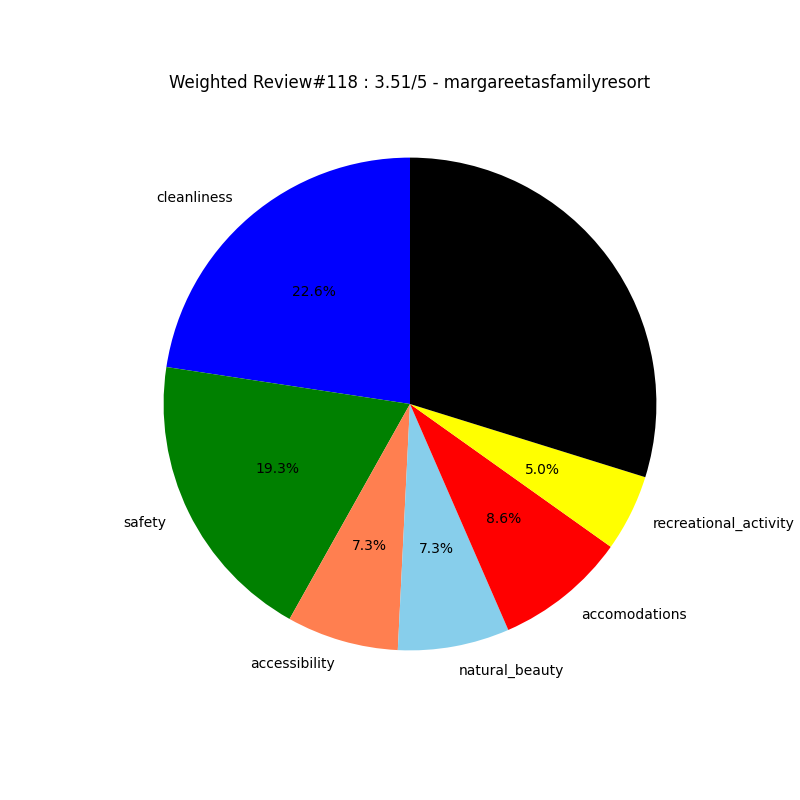 Weighted Review#118 : 3.51/5 - margareetasfamilyresort
cleanliness
22.6%
safety
19.3%
accessibility
7.3%
natural_beauty
7.3%
accomodations
8.6%
recreational_activity
5.0%